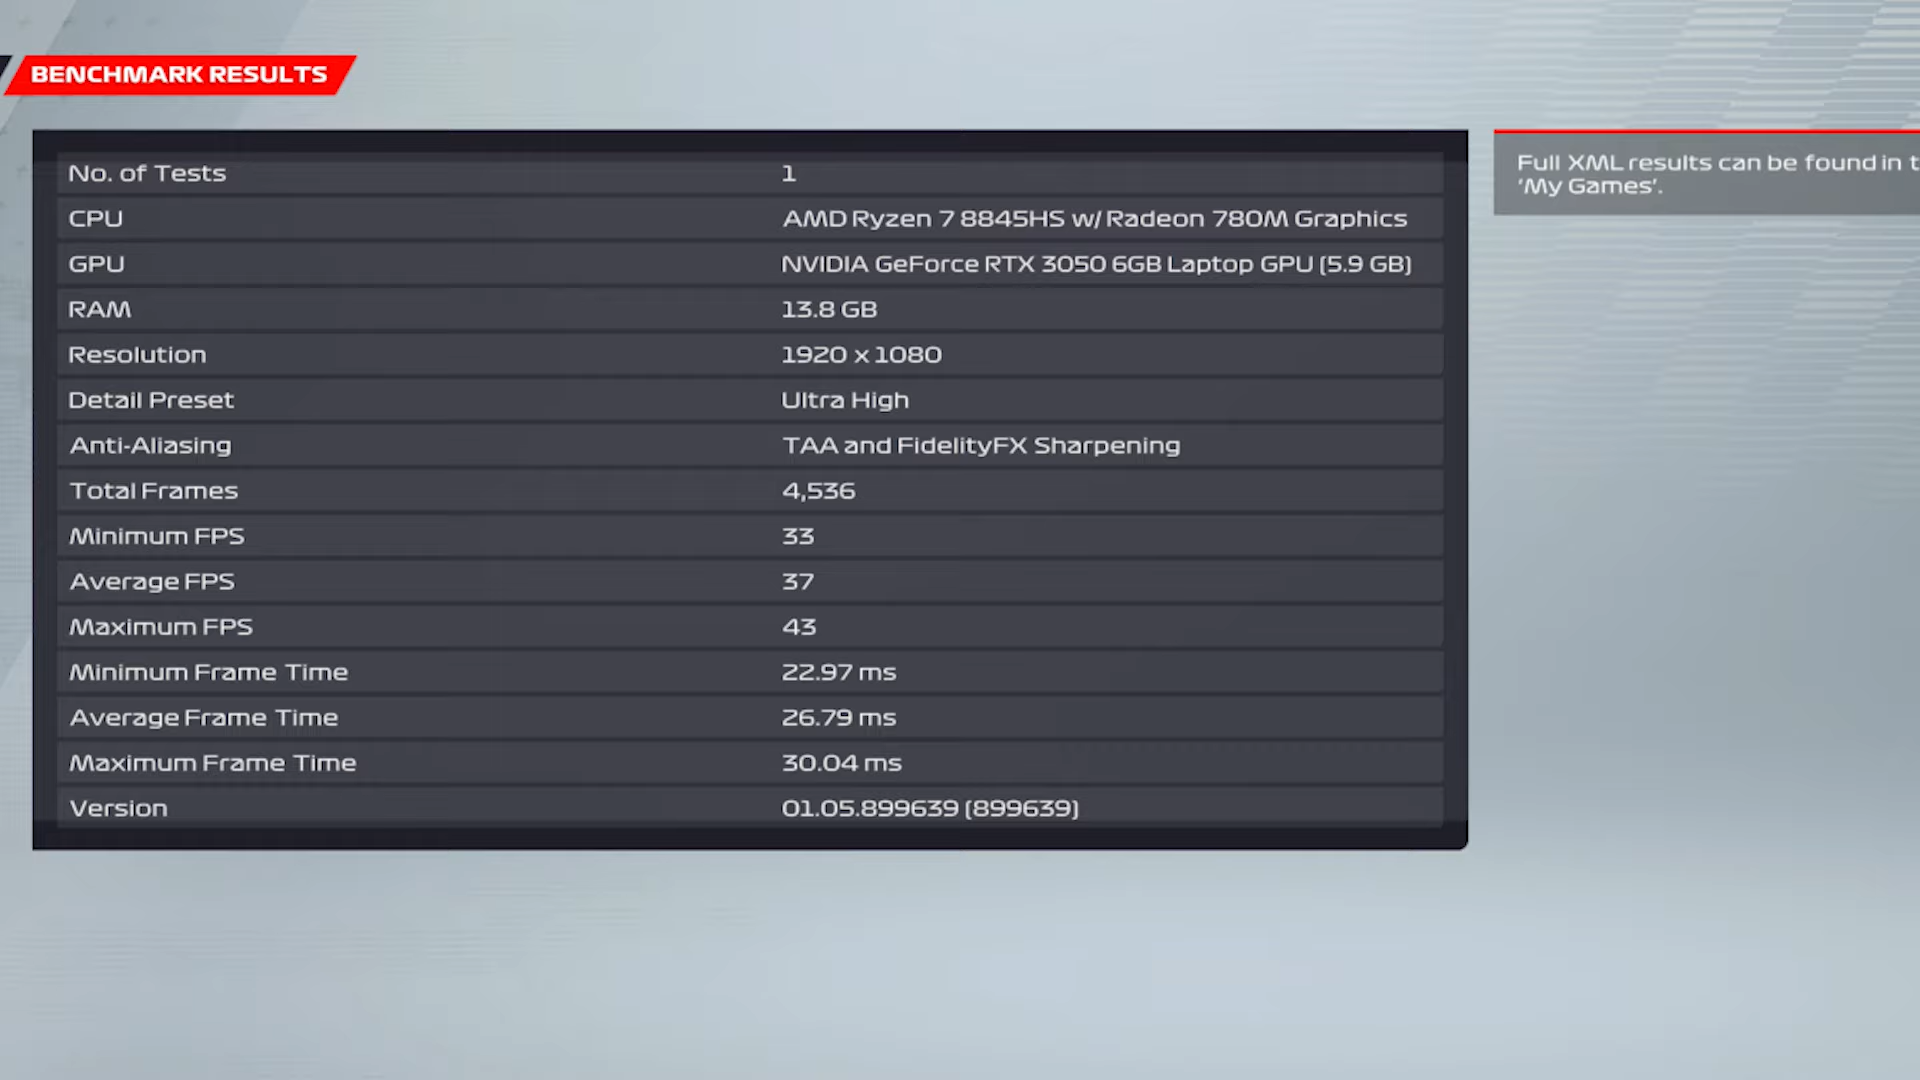 BENCHMARK RESULTS
No. of Tests 1
CPU AMD Ryzen 7 8845HS w/ Radeon 780M Graphics
GPU NVIDIA GeForce RTX 3050 6GB Laptop GPU (5.9 GB)
RAM 13.8 GB
Resolution 1920 x 1080
Detail Preset Ultra High
Anti-Aliasing TAA and FidelityFX Sharpening
Total Frames 4,536
Minimum FPS 33
Average FPS 37
Maximum FPS 43
Minimum Frame Time 22.97 ms
Average Frame Time 26.79 ms
Maximum Frame Time 30.04 ms
Version 01.05.899639 (899639)
Full XML results can be found in t
'My Games'.